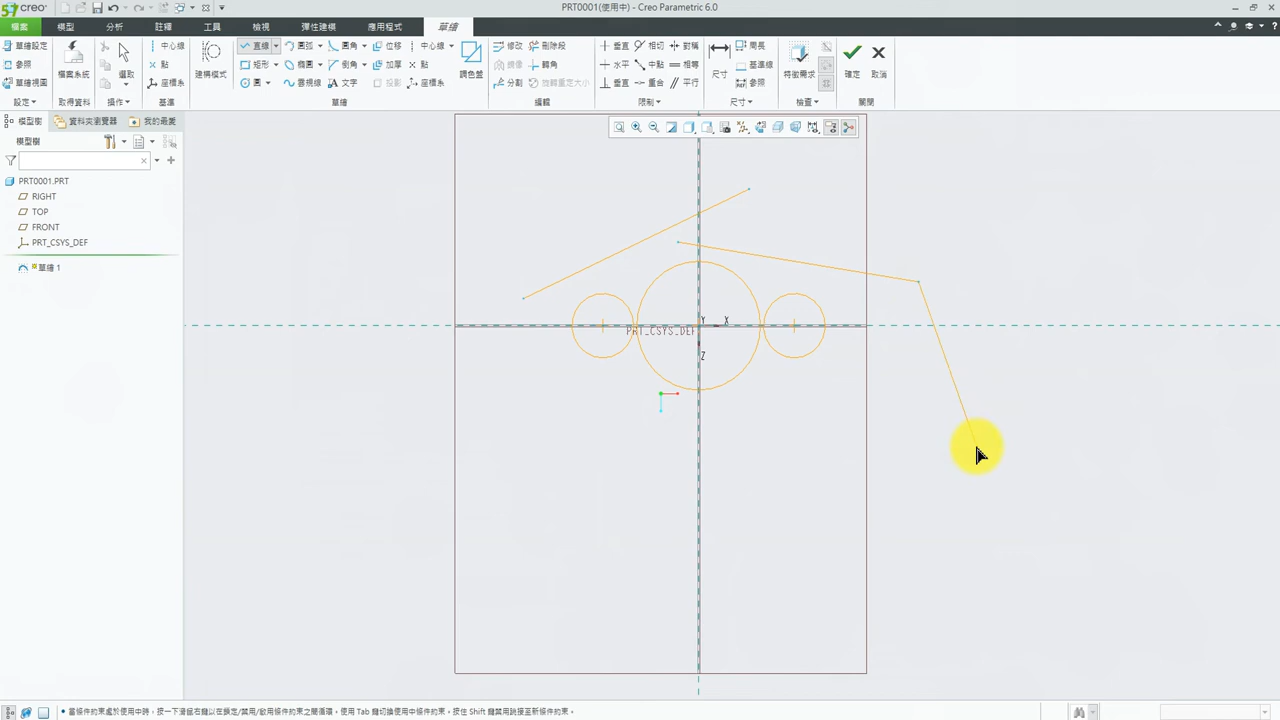 creo
PRT0001(使用中) - Creo Parametric 6.0
檔案 模型 分析 註釋 工具 檢視 彈性建模 應用程式 草繪
草繪設定 中心線 直線 圓弧 圓角 位移 中心線 修改 刪除段 垂直 相切 對稱 周長
參照 點 矩形 橢圓 倒角 加厚 點 鏡像 轉角 水平 中點 相等 基準線
草繪視圖 座標系 圓 雲規線 文字 投影 座標系 分割 旋轉重定大小 垂直 重合 平行 參照
檔案系統 選取 建構模式 調色盤 尺寸 特徵需求 確定 取消
設定 取得資料 操作 基準 草繪 編輯 限制 尺寸 檢查 關閉
模型樹 資料夾瀏覽器 我的最愛
模型樹
PRT0001.PRT
RIGHT
TOP
FRONT
PRT_CSYS_DEF
草繪 1
Y X
PRT_CSYS_DEF
Z